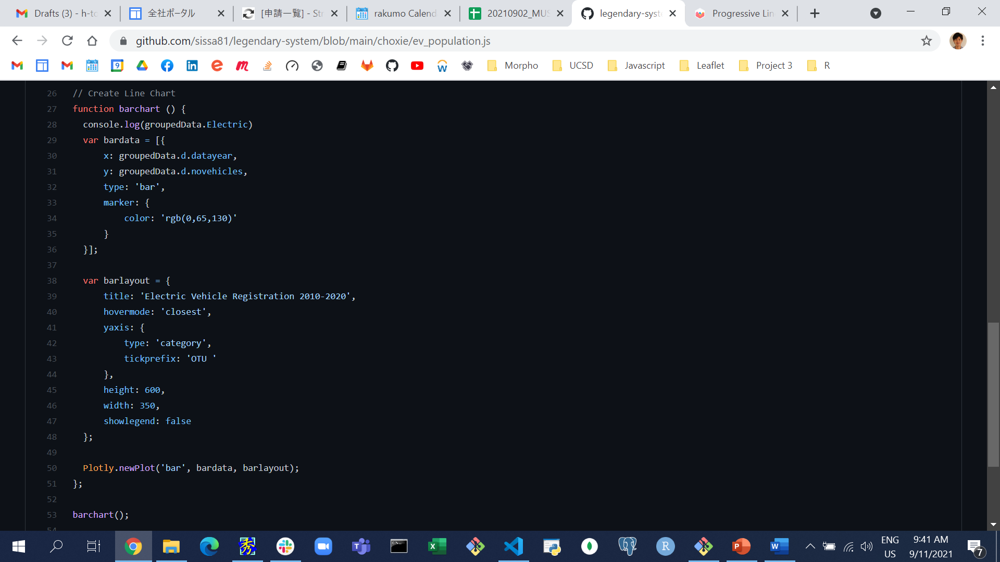 Drafts (3) - h-to
全社ポータル
[申請一覧] - Str
rakumo Calend
20210902_MUS
legendary-syste
Progressive Lin
github.com/sissa81/legendary-system/blob/main/choxie/ev_population.js
9
Morpho
UCSD
Javascript
Leaflet
Project 3
R
26 // Create Line Chart
27 function barchart () {
28 console.log(groupedData.Electric)
29 var bardata = [{
30 x: groupedData.d.datayear,
31 y: groupedData.d.novehicles,
32 type: 'bar',
33 marker: {
34 color: 'rgb(0,65,130)'
35 }
36 }];
37
38 var barlayout = {
39 title: 'Electric Vehicle Registration 2010-2020',
40 hovermode: 'closest',
41 yaxis: {
42 type: 'category',
43 tickprefix: 'OTU '
44 },
45 height: 600,
46 width: 350,
47 showlegend: false
48 };
49
50 Plotly.newPlot('bar', bardata, barlayout);
51 };
52
53 barchart();
54
秀
R
ENG
US
9:41 AM
9/11/2021
7